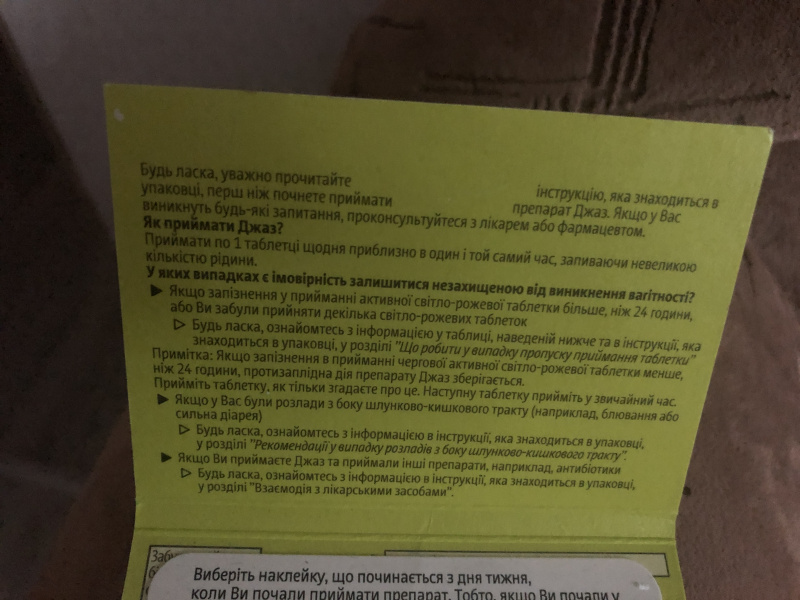 Будь ласка, уважно прочитайте інструкцію, яка знаходиться в
упаковці, перш ніж почнете приймати препарат Джаз. Якщо у Вас
виникнуть будь-які запитання, проконсультуйтеся з лікарем або фармацевтом.
Як приймати Джаз?
Приймати по 1 таблетці щодня приблизно в один і той самий час, запиваючи невеликою
кількістю рідини.
У яких випадках є імовірність залишитися незахищеною від виникнення вагітності?
▶ Якщо запізнення у прийманні активної світло-рожевої таблетки більше, ніж 24 години,
або Ви забули прийняти декілька світло-рожевих таблеток
▷ Будь ласка, ознайомтесь з інформацією у таблиці, наведеній нижче та в інструкції, яка
знаходиться в упаковці, у розділі "Що робити у випадку пропуску приймання таблетки"
Примітка: Якщо запізнення в прийманні чергової активної світло-рожевої таблетки менше,
ніж 24 години, протизаплідна дія препарату Джаз зберігається.
Прийміть таблетку, як тільки згадаєте про це. Наступну таблетку прийміть у звичайний час.
▶ Якщо у Вас були розлади з боку шлунково-кишкового тракту (наприклад, блювання або
сильна діарея)
▷ Будь ласка, ознайомтесь з інформацією в інструкції, яка знаходиться в упаковці,
у розділі "Рекомендації у випадку розладів з боку шлунково-кишкового тракту".
▶ Якщо Ви приймаєте Джаз та приймали інші препарати, наприклад, антибіотики
▷ Будь ласка, ознайомтесь з інформацією в інструкції, яка знаходиться в упаковці,
у розділі "Взаємодія з лікарськими засобами".
Виберіть наклейку, що починається з дня тижня,
коли Ви почали приймати препарат. Тобто, якщо Ви почали у